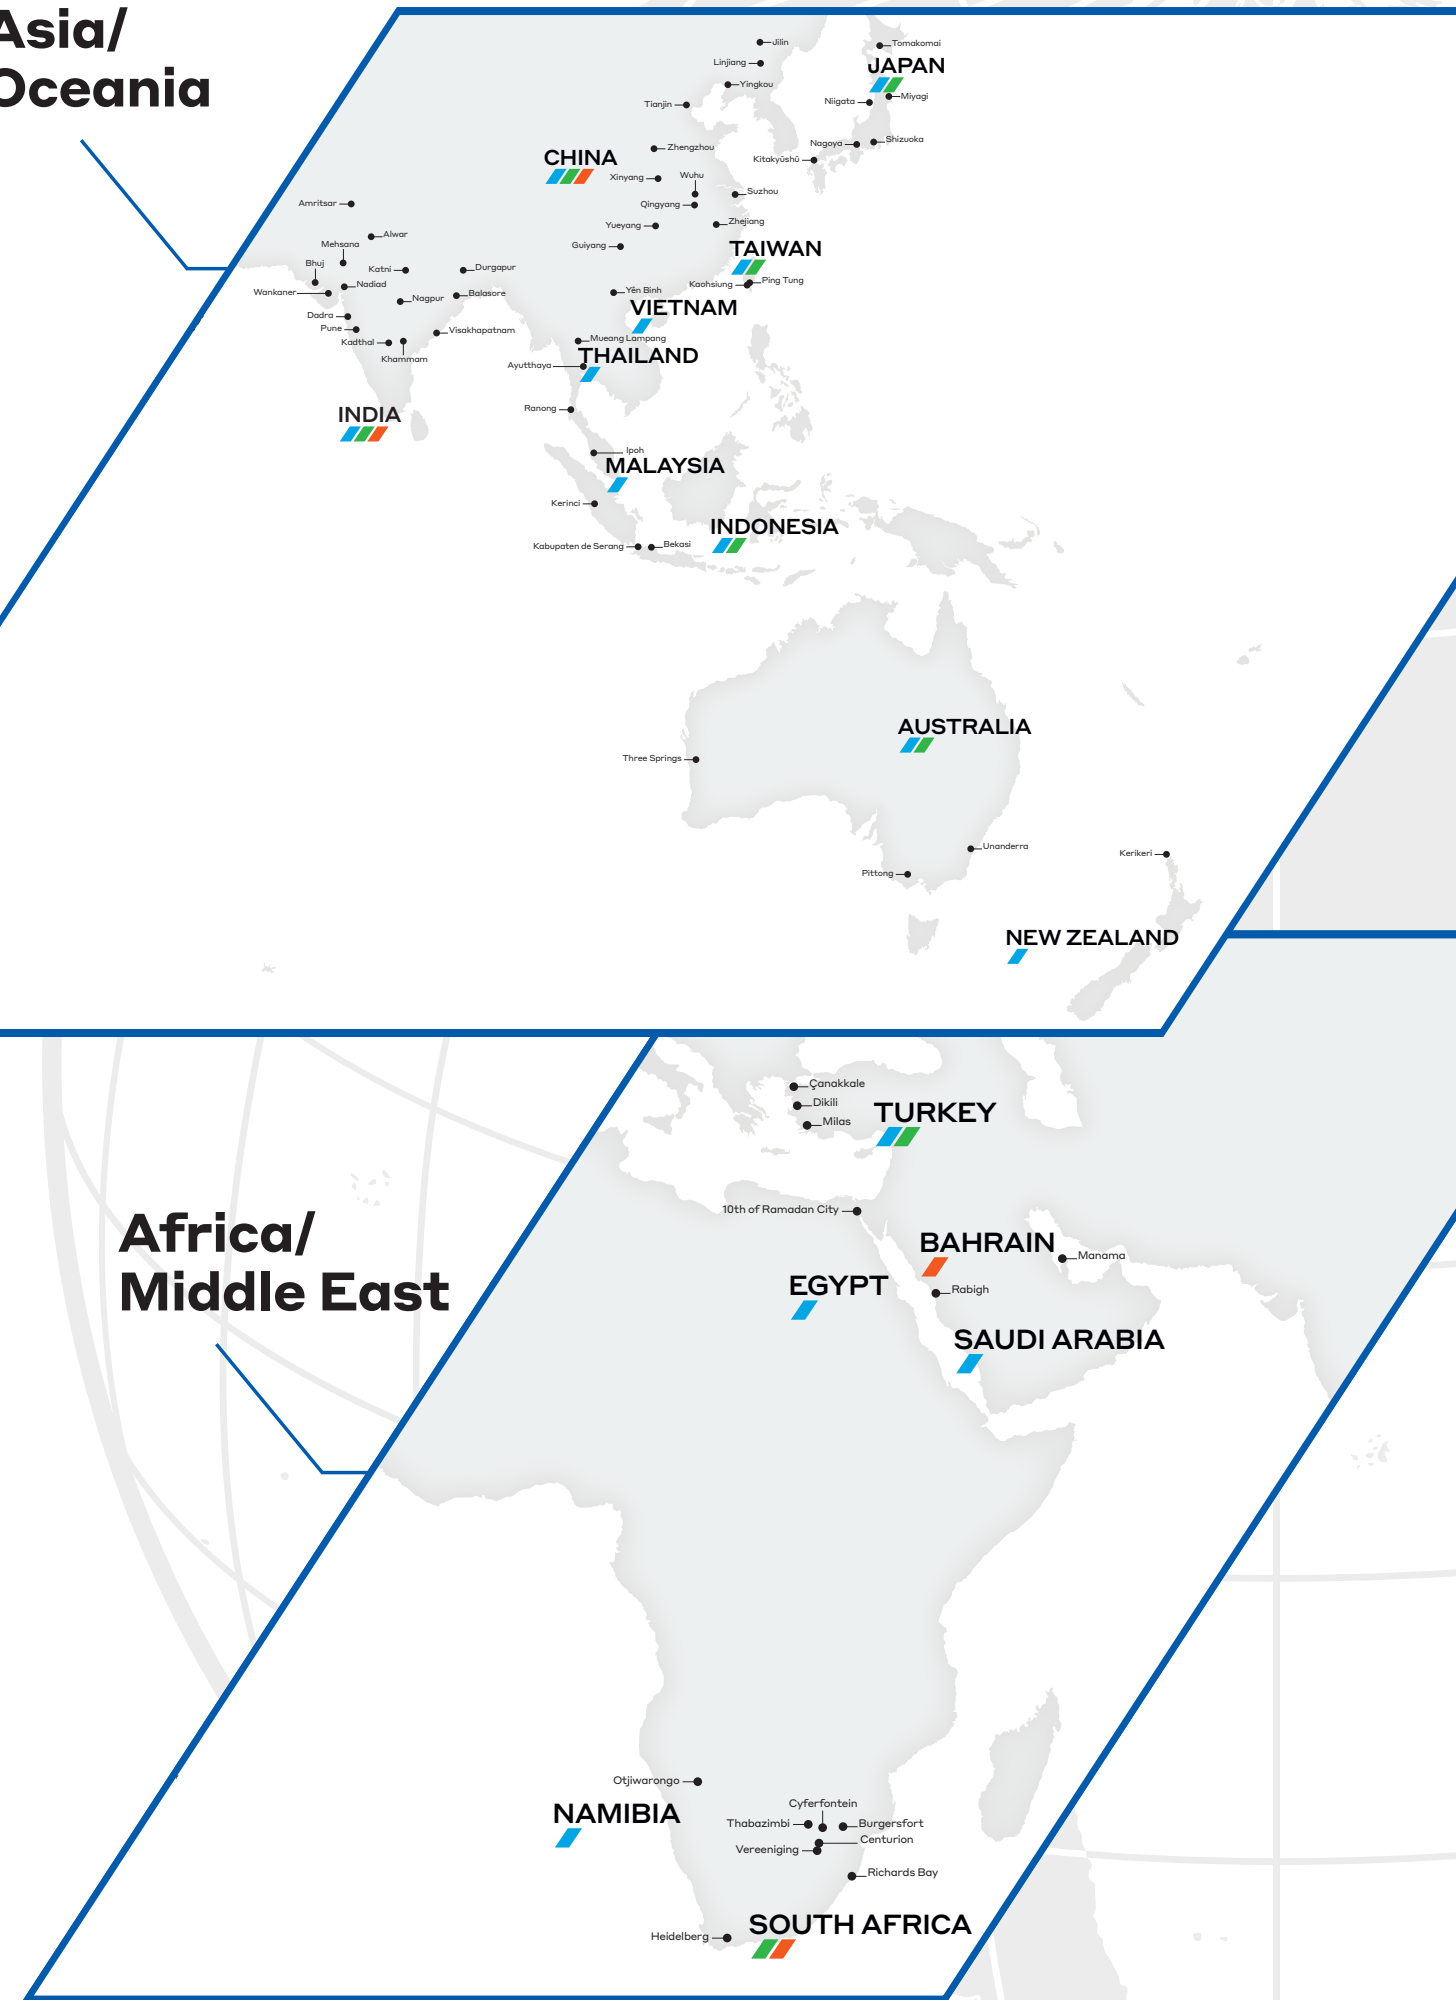 Asia/
Oceania
Jilin
Tomakomai
Linjiang
JAPAN
Yingkou
Miyagi
Niigata
Tianjin
Shizuoka
Nagoya
Zhengzhou
CHINA
Kitakyūshū
Xinyang
Wuhu
Suzhou
Amritsar
Qingyang
Zhejiang
Yueyang
Alwar
Mehsana
Guiyang
TAIWAN
Bhuj
Katni
Durgapur
Ping Tung
Kaohsiung
Nadiad
Wankaner
Balasore
Yên Binh
Nagpur
VIETNAM
Dadra
Pune
Visakhapatnam
Kadthal
Mueang Lampang
THAILAND
Khammam
Ayutthaya
Ranong
INDIA
Ipoh
MALAYSIA
Kerinci
INDONESIA
Kabupaten de Serang
Bekasi
AUSTRALIA
Three Springs
Unanderra
Kerikeri
Pittong
NEW ZEALAND
Çanakkale
Dikili
TURKEY
Milas
10th of Ramadan City
Africa/
Middle East
BAHRAIN
Manama
EGYPT
Rabigh
SAUDI ARABIA
Otjiwarongo
Cyferfontein
NAMIBIA
Thabazimbi
Burgersfort
Centurion
Vereeniging
Richards Bay
SOUTH AFRICA
Heidelberg